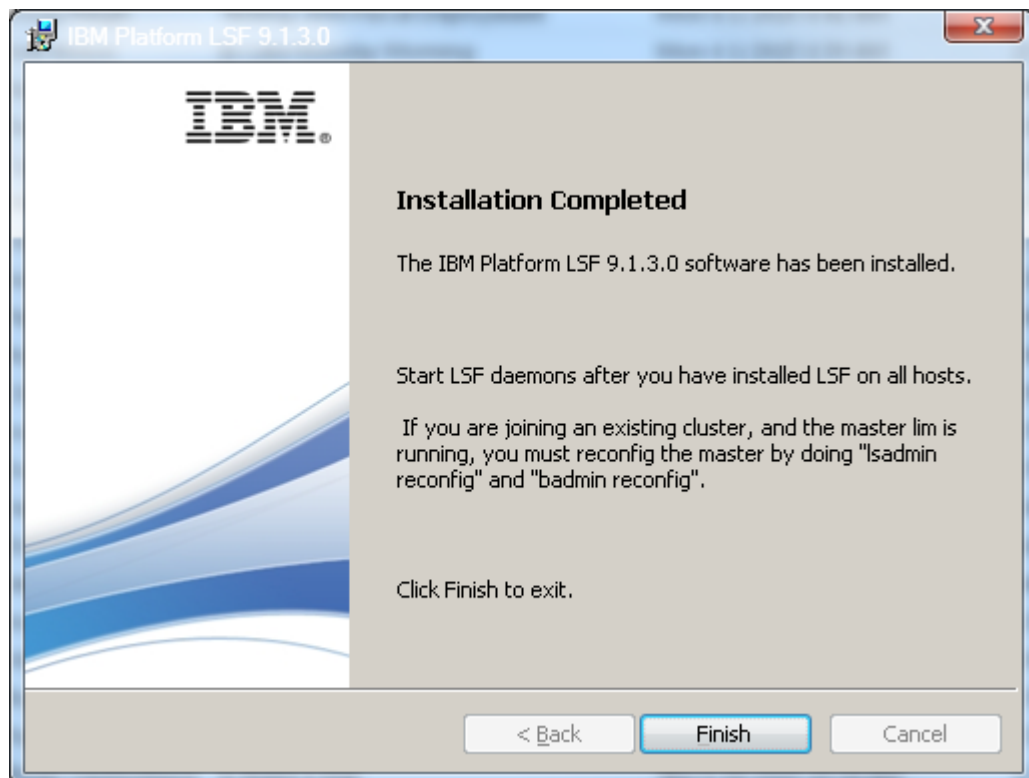 IBM Platform LSF 9.1.3.0
IBM®
Installation Completed
The IBM Platform LSF 9.1.3.0 software has been installed.
Start LSF daemons after you have installed LSF on all hosts.
If you are joining an existing cluster, and the master lim is
running, you must reconfig the master by doing "lsadmin
reconfig" and "badmin reconfig".
Click Finish to exit.
< Back
Finish
Cancel